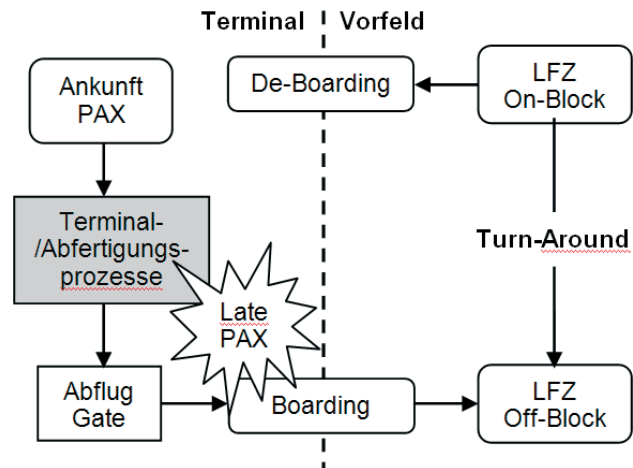 Terminal Vorfeld
Ankunft
PAX
De-Boarding
LFZ
On-Block
Terminal-
/Abfertigungs-
prozesse
Turn-Around
Late
PAX
Abflug
Gate
Boarding
LFZ
Off-Block